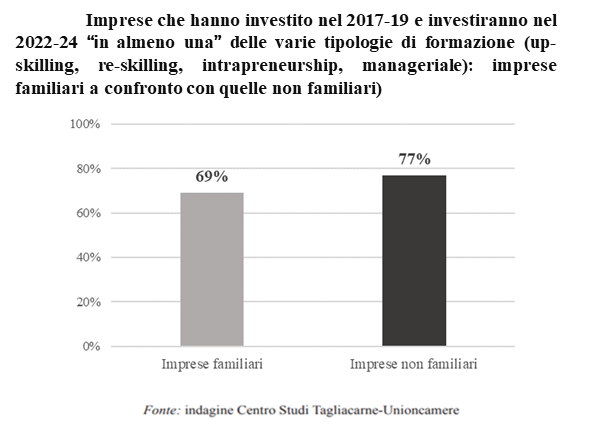 Imprese che hanno investito nel 2017-19 e investiranno nel
2022-24 “in almeno una” delle varie tipologie di formazione (up-
skilling, re-skilling, intrapreneurship, manageriale): imprese
familiari a confronto con quelle non familiari)
100%
80%
60%
40%
20%
0%
69%
77%
Imprese familiari
Imprese non familiari
Fonte: indagine Centro Studi Tagliacarne-Unioncamere